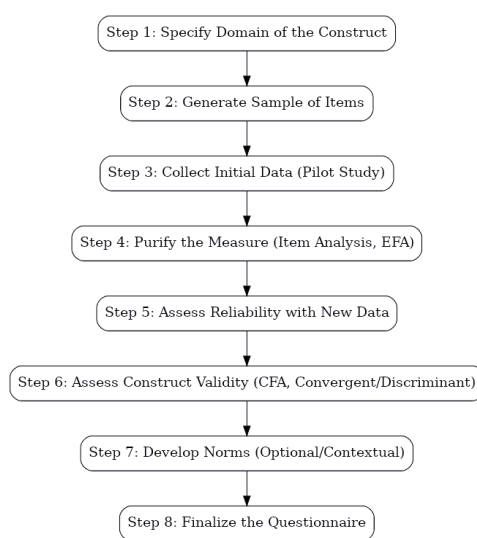 Step 1: Specify Domain of the Construct
Step 2: Generate Sample of Items
Step 3: Collect Initial Data (Pilot Study)
Step 4: Purify the Measure (Item Analysis, EFA)
Step 5: Assess Reliability with New Data
Step 6: Assess Construct Validity (CFA, Convergent/Discriminant)
Step 7: Develop Norms (Optional/Contextual)
Step 8: Finalize the Questionnaire